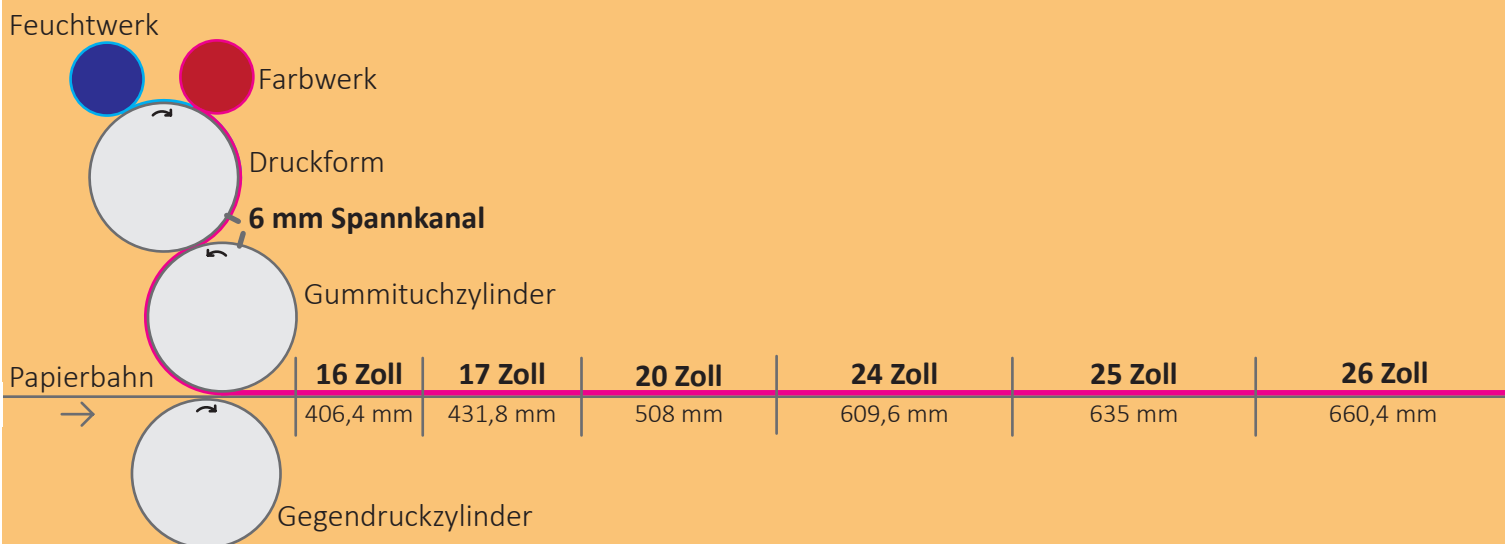 Feuchtwerk
Farbwerk
Druckform
6 mm Spannkanal
Gummituchzylinder
Papierbahn
16 Zoll
17 Zoll
20 Zoll
24 Zoll
25 Zoll
26 Zoll
406,4 mm
431,8 mm
508 mm
609,6 mm
635 mm
660,4 mm
Gegendruckzylinder